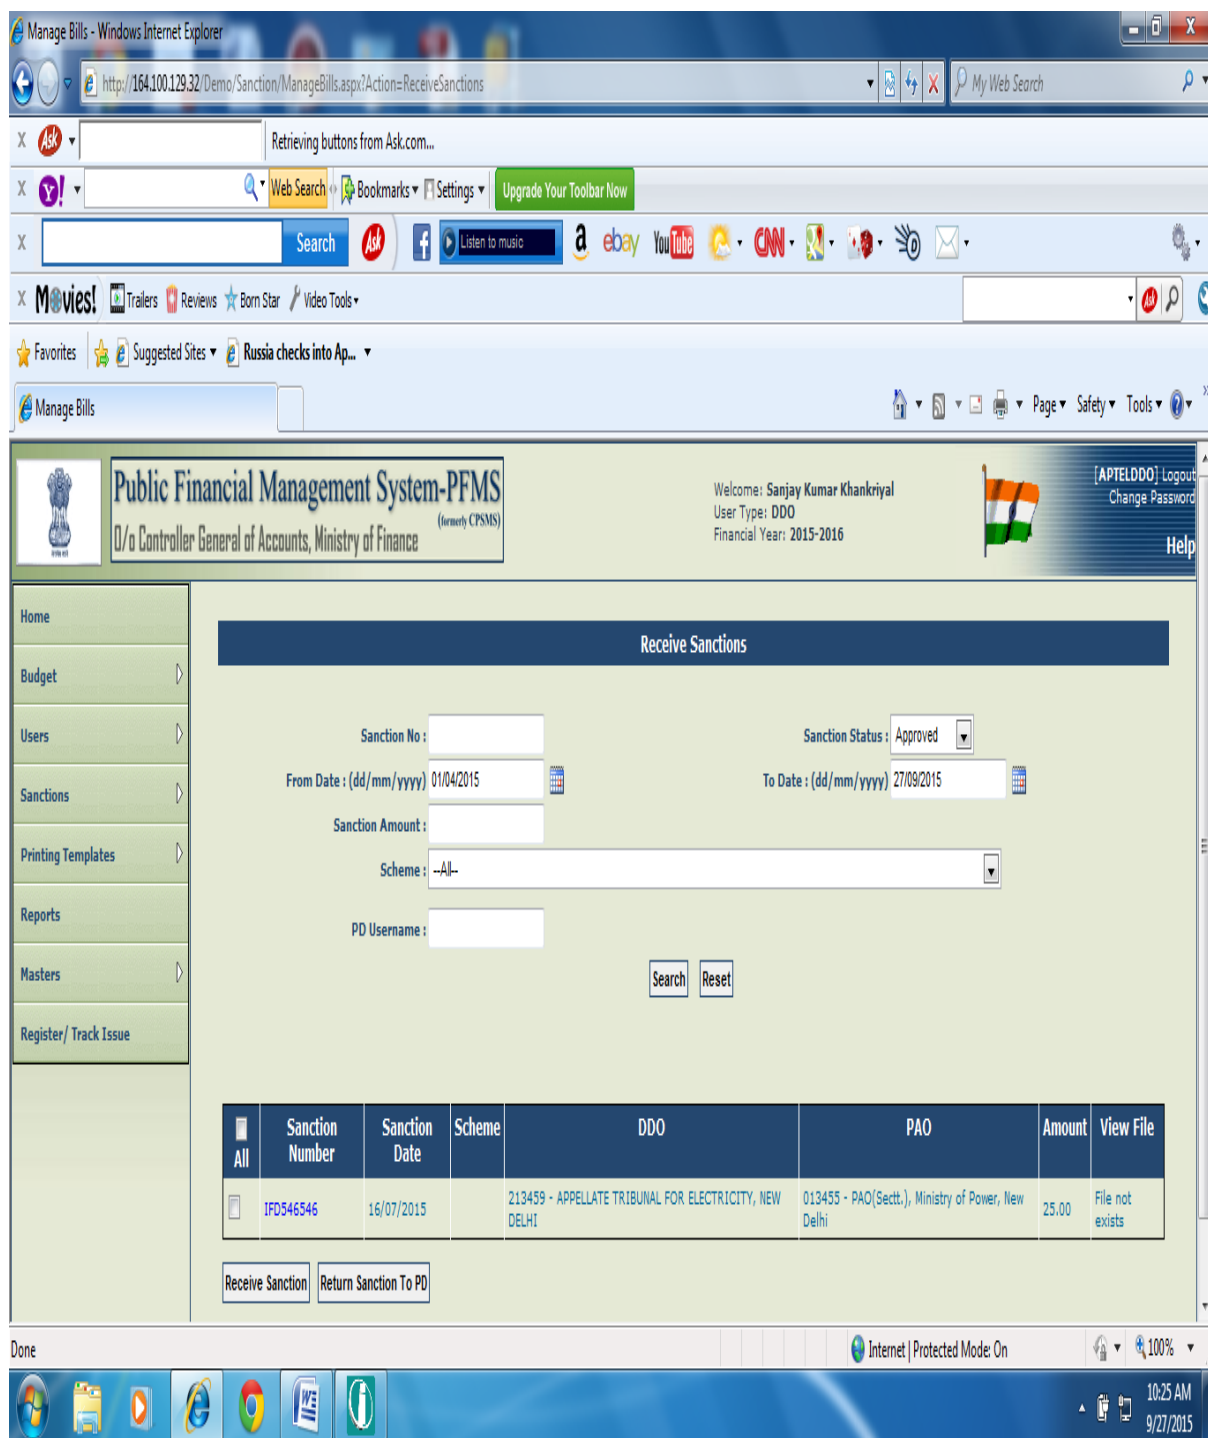 Manage Bills - Windows Internet Explorer
http://164.100.129.32/Demo/Sanction/ManageBills.aspx?Action=ReceiveSanctions
My Web Search
X Ask
Retrieving buttons from Ask.com...
X Y! Web Search Bookmarks Settings Upgrade Your Toolbar Now
X Search Ask f Listen to music a ebay YouTube CNN
X Movies! Trailers Reviews Born Star Video Tools Ask
Favorites Suggested Sites Russia checks into Ap...
Manage Bills
Page Safety Tools
Public Financial Management System-PFMS
(formerly CPSMS)
O/o Controller General of Accounts, Ministry of Finance
Welcome: Sanjay Kumar Khankriyal
User Type: DDO
Financial Year: 2015-2016
[APTELDDO] Logout
Change Password
Help
Home
Budget
Users
Sanctions
Printing Templates
Reports
Masters
Register/ Track Issue
Receive Sanctions
Sanction No :
Sanction Status : Approved
From Date : (dd/mm/yyyy) 01/04/2015
To Date : (dd/mm/yyyy) 27/09/2015
Sanction Amount :
Scheme : --All--
PD Username :
Search Reset
All Sanction Number Sanction Date Scheme DDO PAO Amount View File
IFD546546 16/07/2015 213459 - APPELLATE TRIBUNAL FOR ELECTRICITY, NEW DELHI 013455 - PAO(Sectt.), Ministry of Power, New Delhi 25.00 File not exists
Receive Sanction Return Sanction To PD
Done
Internet | Protected Mode: On
100%
10:25 AM
9/27/2015